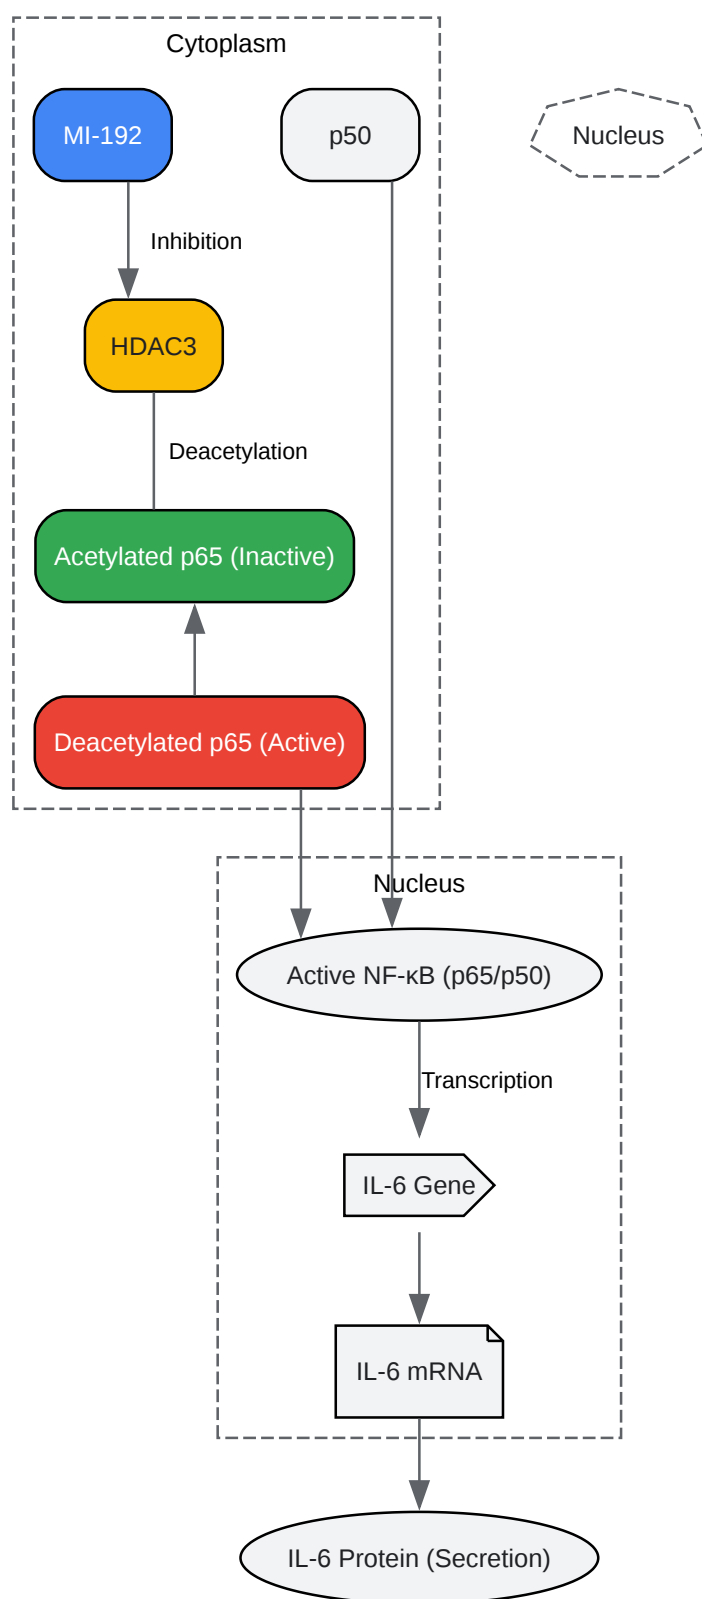 Cytoplasm
MI-192
p50
Nucleus
Inhibition
HDAC3
Deacetylation
Acetylated p65 (Inactive)
Deacetylated p65 (Active)
Nucleus
Active NF-κB (p65/p50)
Transcription
IL-6 Gene
IL-6 mRNA
IL-6 Protein (Secretion)